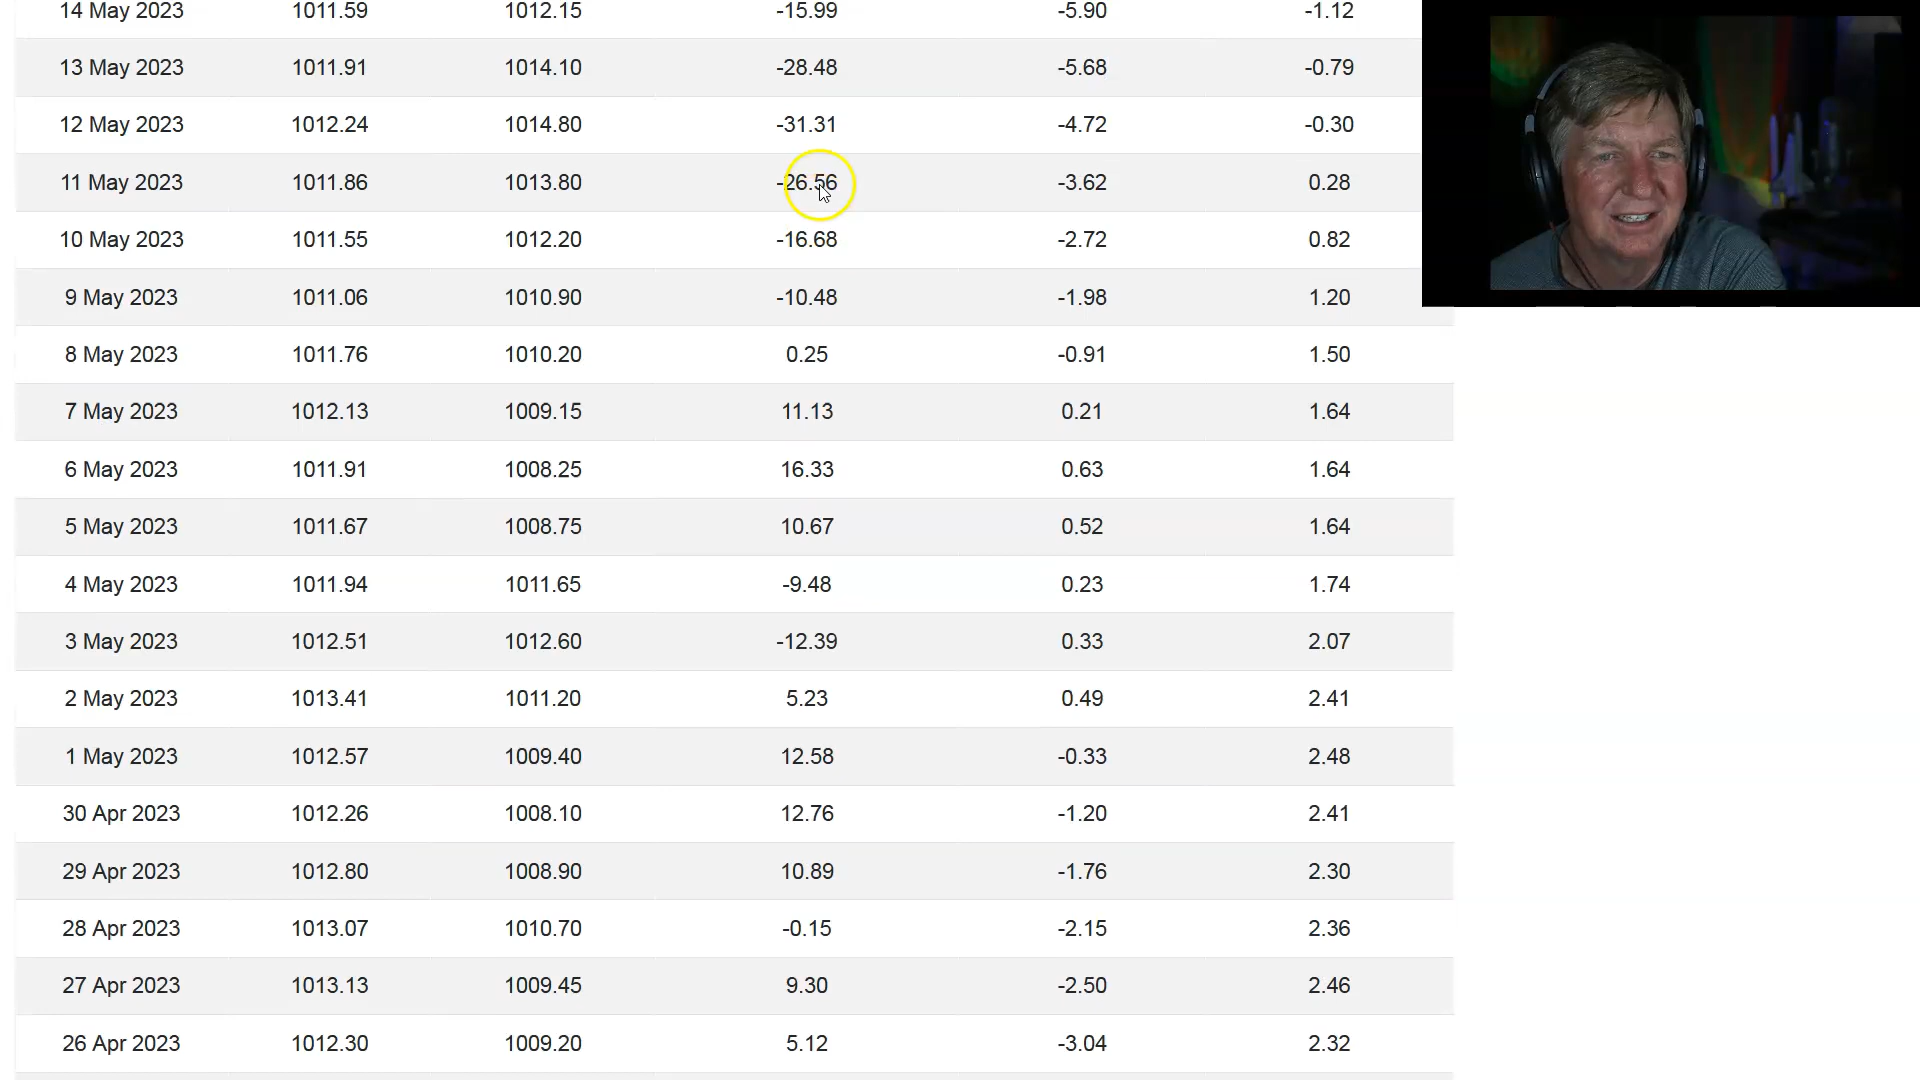 14 May 2023 1011.59 1012.15 -15.99 -5.90 -1.12
13 May 2023 1011.91 1014.10 -28.48 -5.68 -0.79
12 May 2023 1012.24 1014.80 -31.31 -4.72 -0.30
11 May 2023 1011.86 1013.80 -26.56 -3.62 0.28
10 May 2023 1011.55 1012.20 -16.68 -2.72 0.82
9 May 2023 1011.06 1010.90 -10.48 -1.98 1.20
8 May 2023 1011.76 1010.20 0.25 -0.91 1.50
7 May 2023 1012.13 1009.15 11.13 0.21 1.64
6 May 2023 1011.91 1008.25 16.33 0.63 1.64
5 May 2023 1011.67 1008.75 10.67 0.52 1.64
4 May 2023 1011.94 1011.65 -9.48 0.23 1.74
3 May 2023 1012.51 1012.60 -12.39 0.33 2.07
2 May 2023 1013.41 1011.20 5.23 0.49 2.41
1 May 2023 1012.57 1009.40 12.58 -0.33 2.48
30 Apr 2023 1012.26 1008.10 12.76 -1.20 2.41
29 Apr 2023 1012.80 1008.90 10.89 -1.76 2.30
28 Apr 2023 1013.07 1010.70 -0.15 -2.15 2.36
27 Apr 2023 1013.13 1009.45 9.30 -2.50 2.46
26 Apr 2023 1012.30 1009.20 5.12 -3.04 2.32